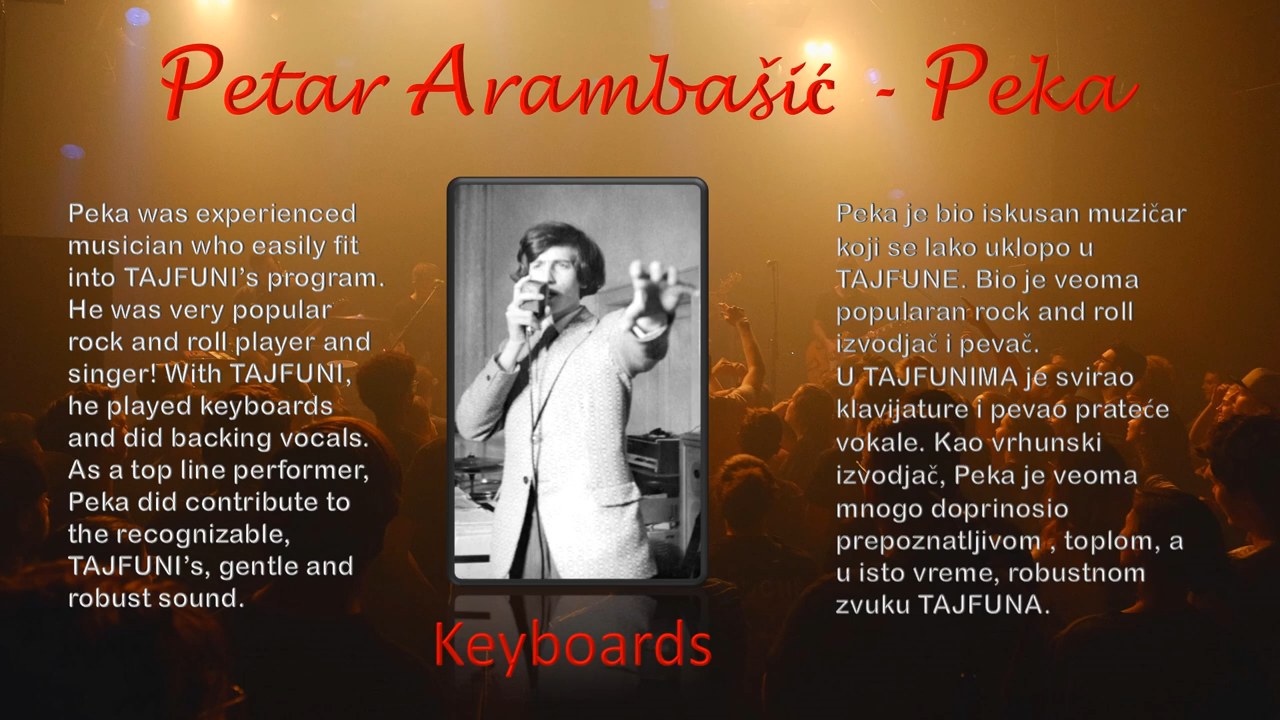 Petar Arambašić - Peka
Peka was experienced
musician who easily fit
into TAJFUNI’s program.
He was very popular
rock and roll player and
singer! With TAJFUNI,
he played keyboards
and did backing vocals.
As a top line performer,
Peka did contribute to
the recognizable,
TAJFUNI’s, gentle and
robust sound.
Keyboards
Peka je bio iskusan muzičar
koji se lako uklopo u
TAJFUNE. Bio je veoma
popularan rock and roll
izvodjač i pevač.
U TAJFUNIMA je svirao
klavijature i pevao prateće
vokale. Kao vrhunski
izvodjač, Peka je veoma
mnogo doprinosio
prepoznatljivom , toplom, a
u isto vreme, robustnom
zvuku TAJFUNA.